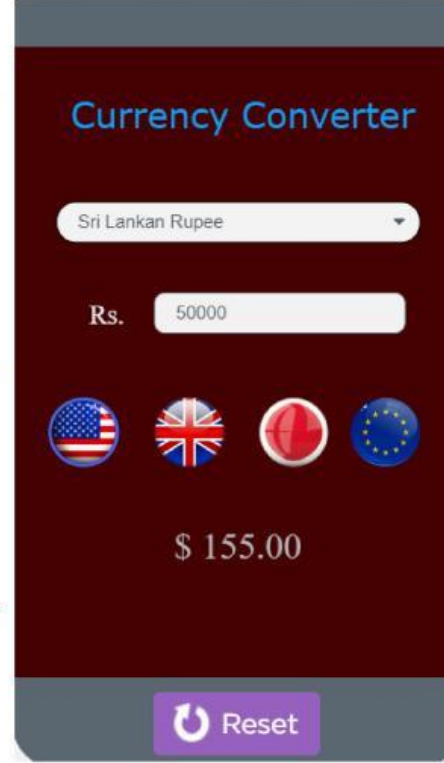 Currency Converter
Sri Lankan Rupee
Rs. 50000
$ 155.00
Reset